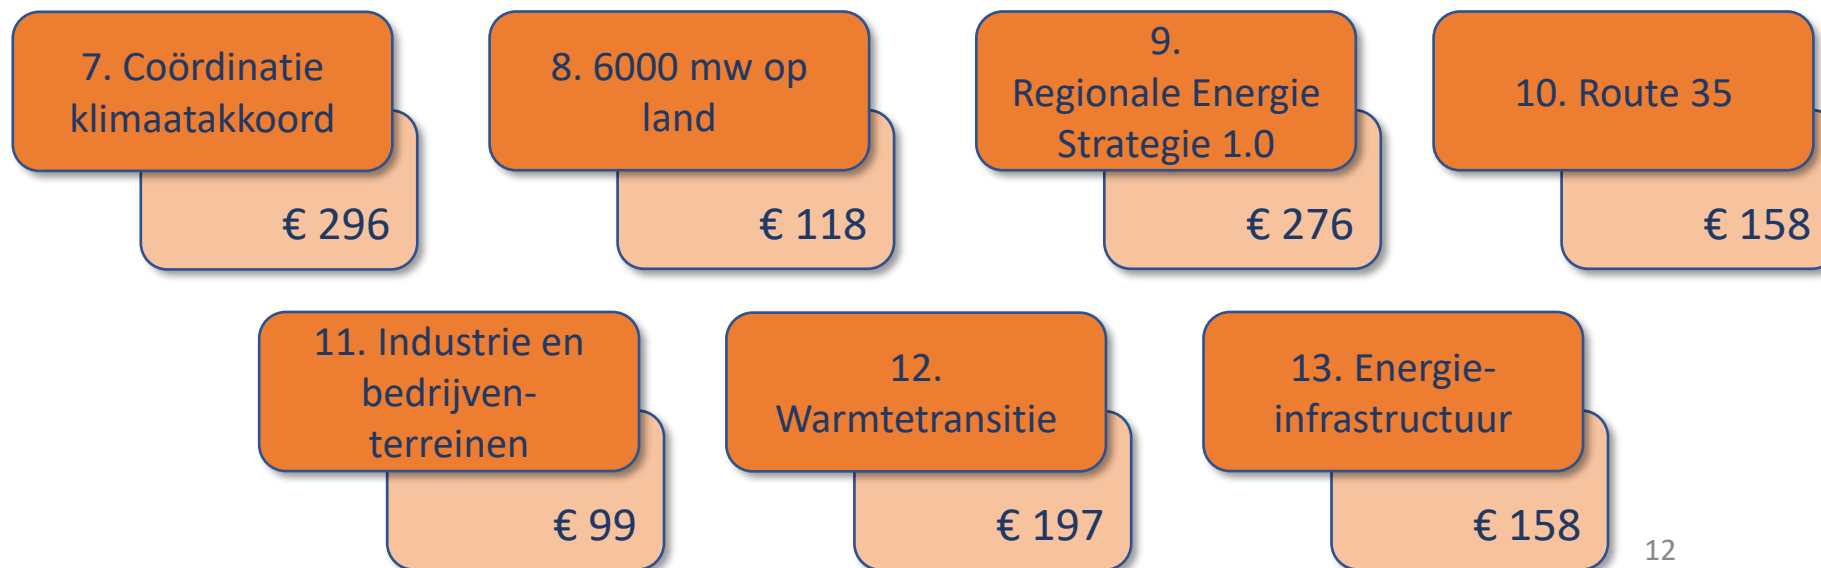 7. Coördinatie
klimaatakkoord
€ 296
8. 6000 mw op
land
€ 118
9.
Regionale Energie
Strategie 1.0
€ 276
10. Route 35
€ 158
11. Industrie en
bedrijven-
terreinen
€ 99
12.
Warmtetransitie
€ 197
13. Energie-
infrastructuur
€ 158
12